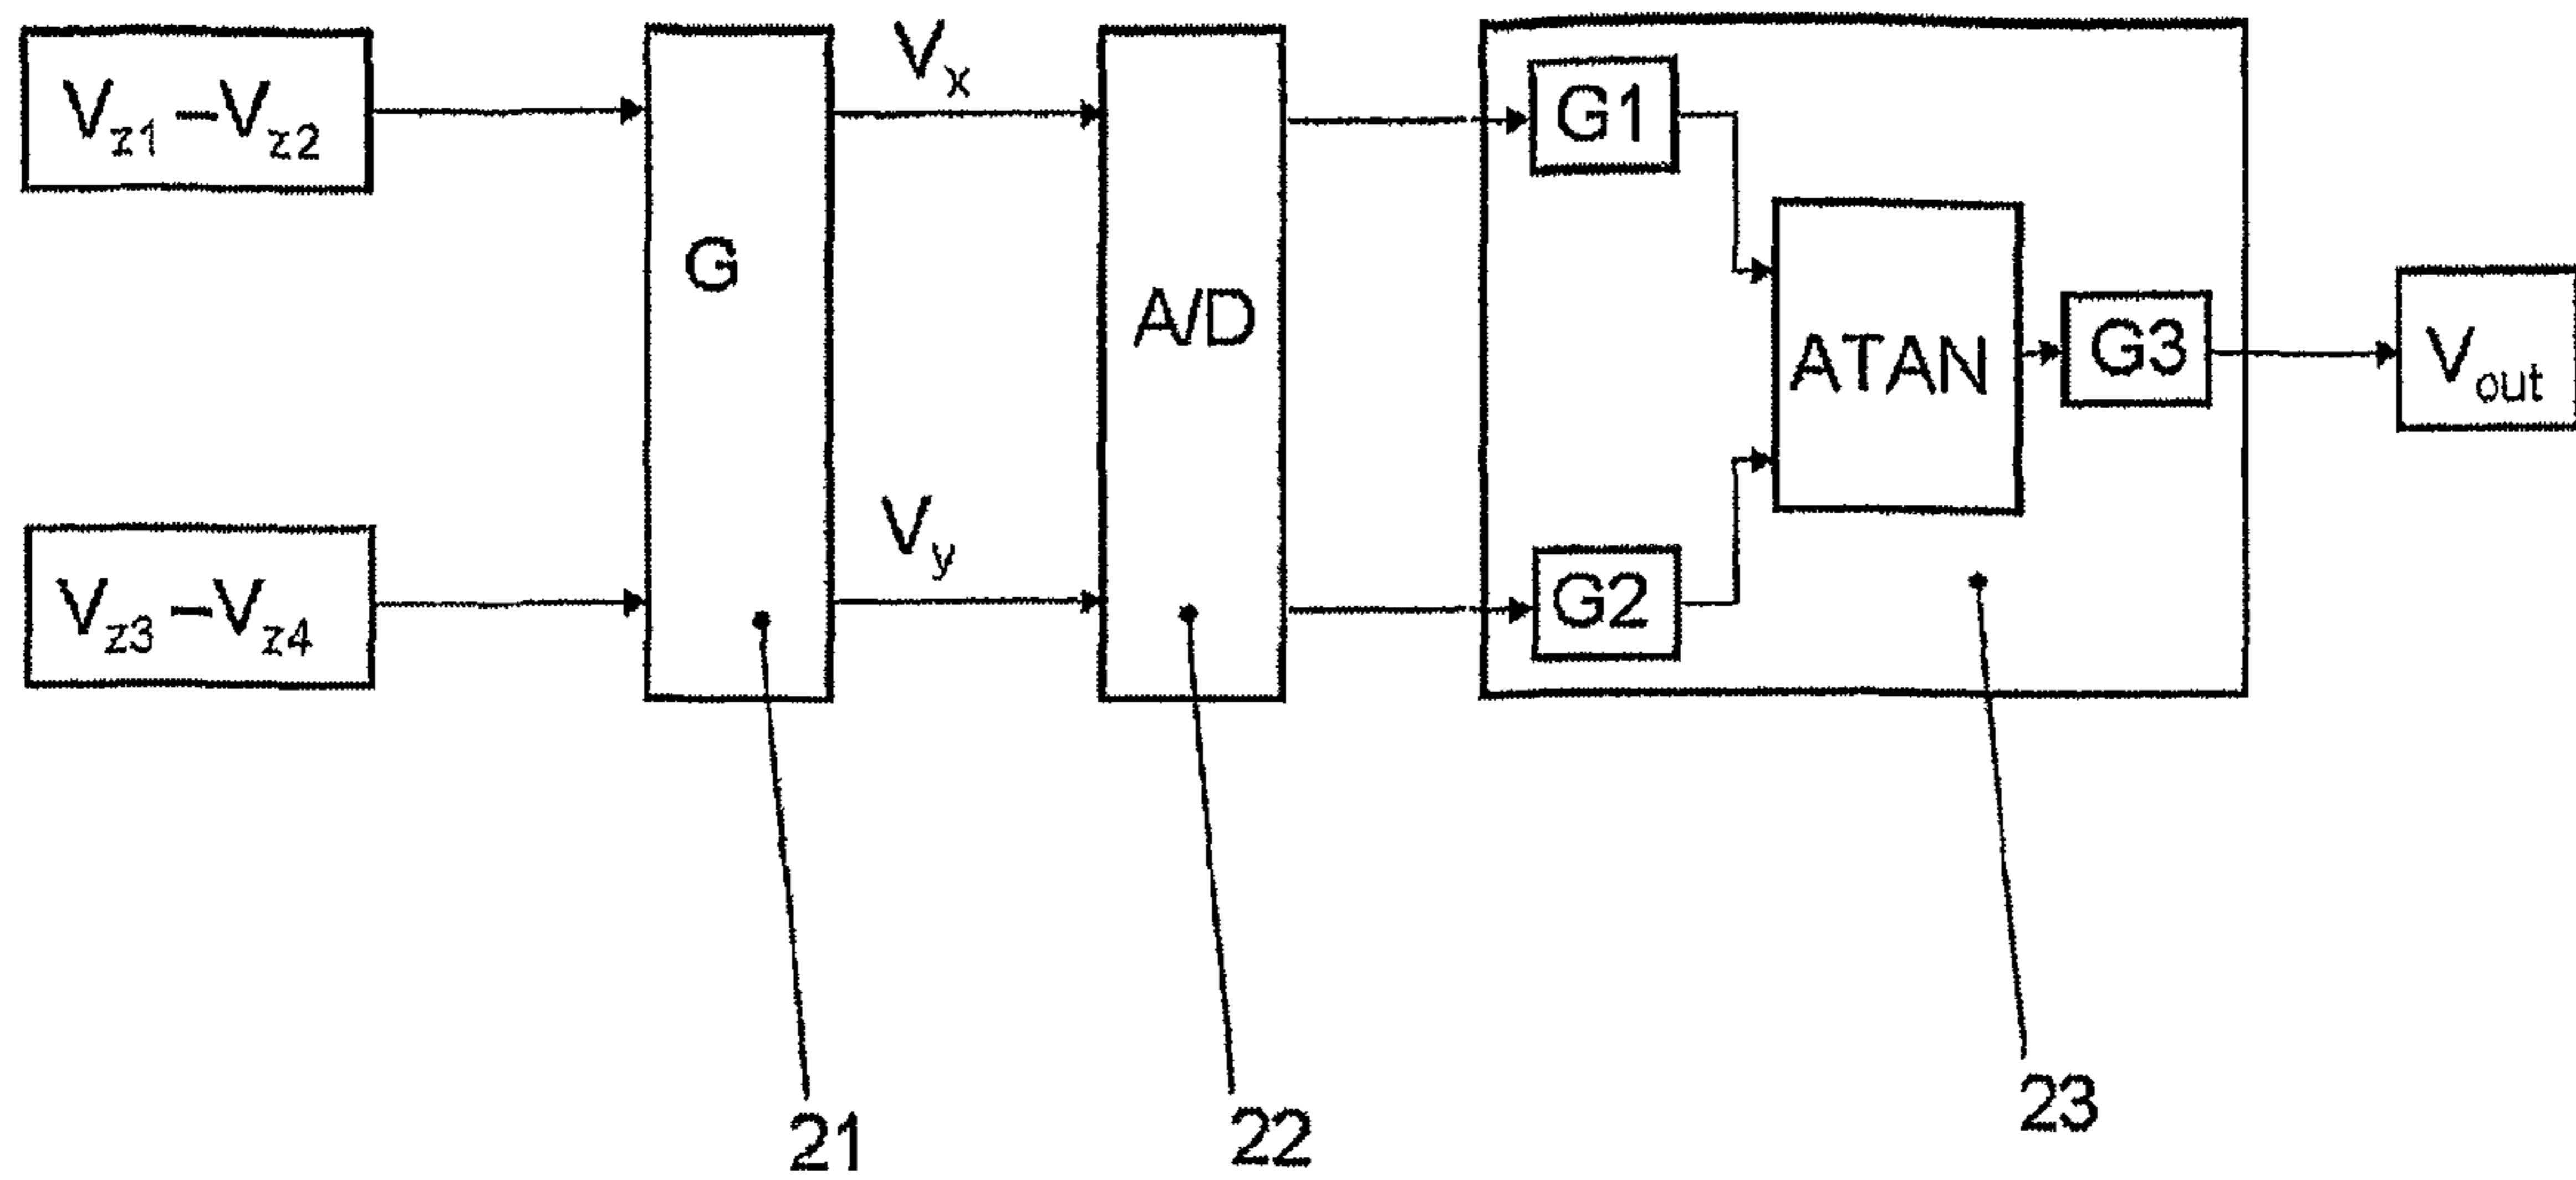 Vz1 – Vz2
G
Vx
A/D
G1
ATAN
G3
Vout
Vz3 – Vz4
Vy
G2
21
22
23